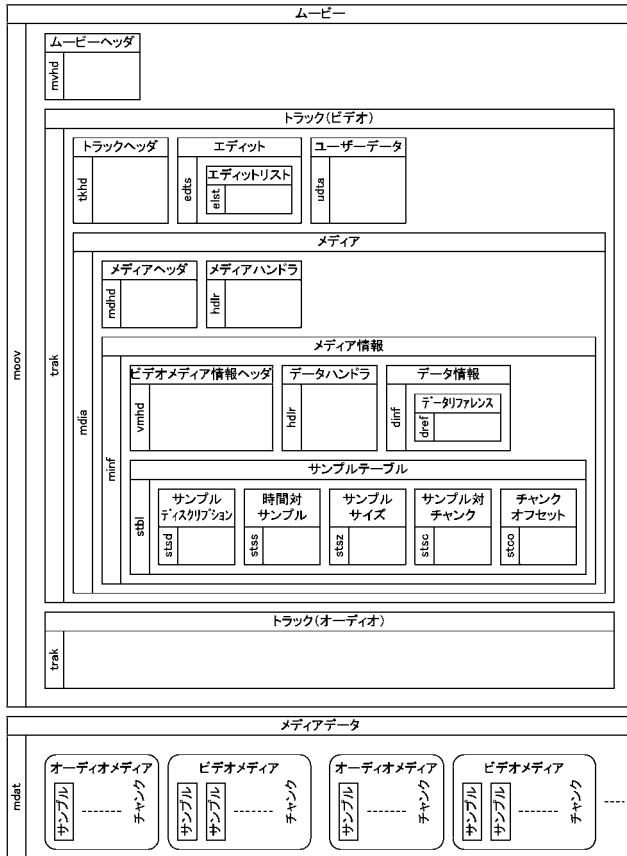 ムービー
moov
ムービーヘッダ
mvhd
トラック(ビデオ)
trak
トラックヘッダ
tkhd
エディット
edts
エディットリスト
elst
ユーザーデータ
udta
メディア
mdia
メディアヘッダ
mdhd
メディアハンドラ
hdlr
メディア情報
minf
ビデオメディア情報ヘッダ
vmhd
データハンドラ
hdlr
データ情報
dinf
データリファレンス
dref
サンプルテーブル
stbl
サンプル
ディスクリプション
stsd
時間対
サンプル
stss
サンプル
サイズ
stsz
サンプル対
チャンク
stsc
チャンク
オフセット
stco
トラック(オーディオ)
trak
メディアデータ
mdat
オーディオメディア
サンプル
チャンク
ビデオメディア
サンプル
サンプル
チャンク
オーディオメディア
サンプル
チャンク
ビデオメディア
サンプル
サンプル
チャンク